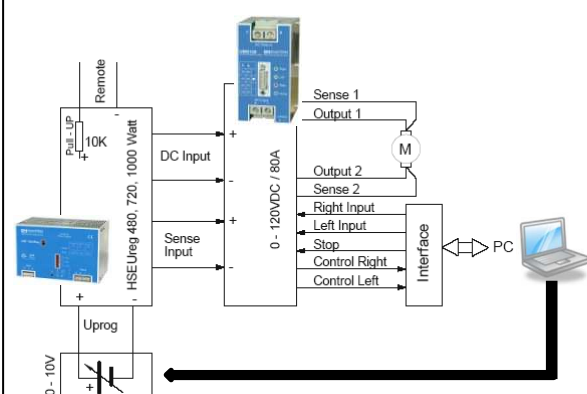 Remote
-
Pull - UP
10K
+
HSEUreg 480, 720, 1000 Watt
DC Input
+
-
Sense
Input
+
-
0 - 120VDC / 80A
Sense 1
Output 1
M
Output 2
Sense 2
Right Input
Left Input
Stop
Control Right
Control Left
Interface
PC
+ -
Uprog
0 - 10V
+